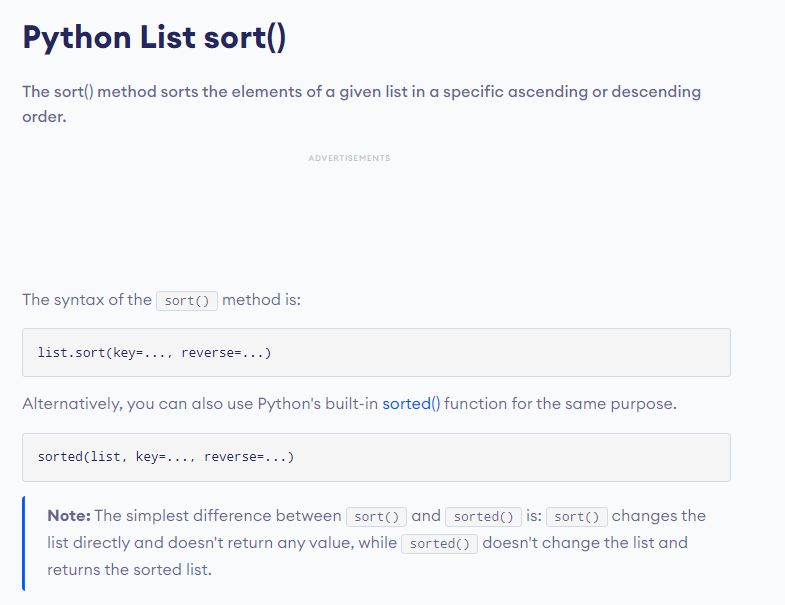 Python List sort()
The sort() method sorts the elements of a given list in a specific ascending or descending
order.
ADVERTISEMENTS
The syntax of the sort() method is:
list.sort(key=..., reverse=...)
Alternatively, you can also use Python's built-in sorted() function for the same purpose.
sorted(list, key=..., reverse=...)
Note: The simplest difference between sort() and sorted() is: sort() changes the
list directly and doesn't return any value, while sorted() doesn't change the list and
returns the sorted list.